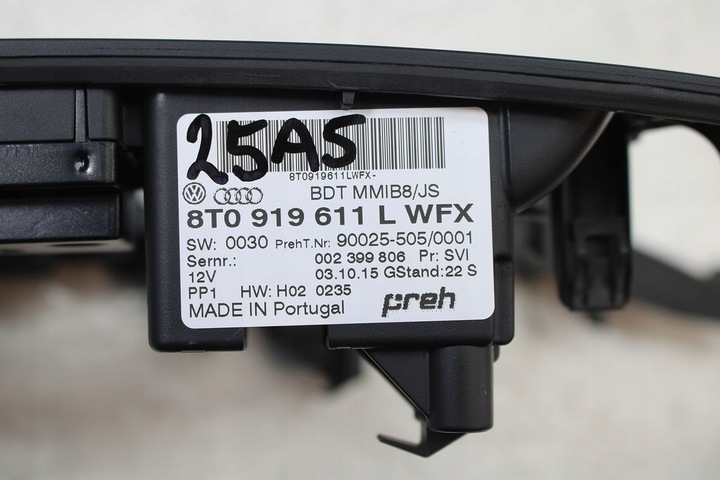 25A5
8T0919611LWFX-
BDT MMIB8/JS
8T0 919 611 L WFX
SW: 0030 PrehT.Nr: 90025-505/0001
Sernr.: 002 399 806 Pr: SVI
12V 03.10.15 GStand:22 S
PP1 HW: H02 0235
MADE IN Portugal preh